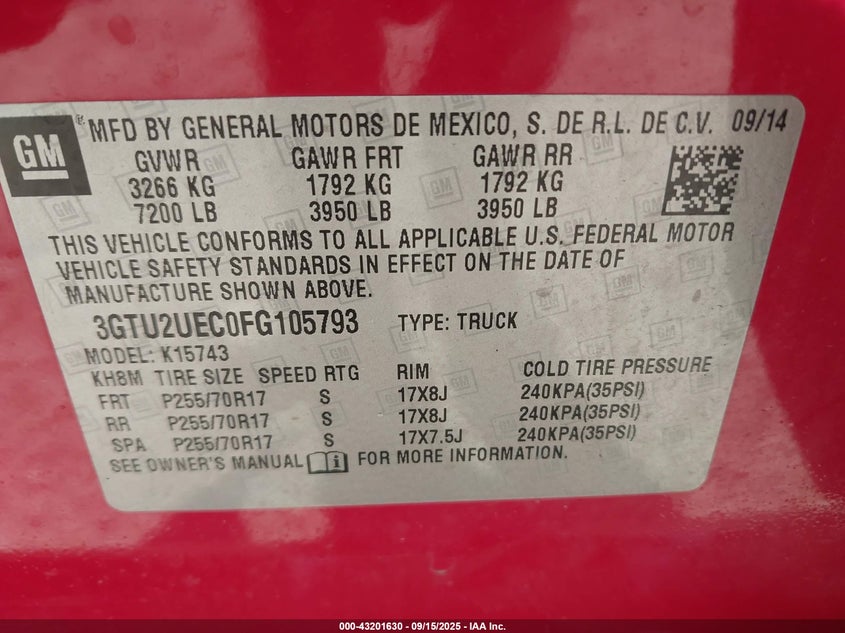 GM
® MFD BY GENERAL MOTORS DE MEXICO, S. DE R.L. DE C.V. 09/14
GVWR GAWR FRT GAWR RR
3266 KG 1792 KG 1792 KG
7200 LB 3950 LB 3950 LB
THIS VEHICLE CONFORMS TO ALL APPLICABLE U.S. FEDERAL MOTOR
VEHICLE SAFETY STANDARDS IN EFFECT ON THE DATE OF
MANUFACTURE SHOWN ABOVE.
3GTU2UEC0FG105793 TYPE: TRUCK
MODEL: K15743
KH8M TIRE SIZE SPEED RTG RIM COLD TIRE PRESSURE
FRT P255/70R17 S 17X8J 240KPA(35PSI)
RR P255/70R17 S 17X8J 240KPA(35PSI)
SPA P255/70R17 S 17X7.5J 240KPA(35PSI)
SEE OWNER'S MANUAL FOR MORE INFORMATION.
000-43201630 - 09/15/2025 - IAA Inc.